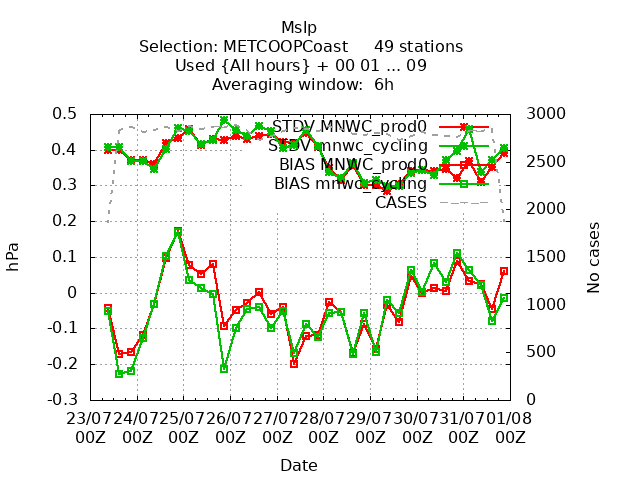 Mslp
Selection: METCOOPCoast 49 stations
Used {All hours} + 00 01 ... 09
Averaging window: 6h
0.5
0.4
0.3
0.2
0.1
0
-0.1
-0.2
-0.3
hPa
3000
2500
2000
1500
1000
500
0
No cases
STDV MNWC_prod0
STDV mnwc_cycling
BIAS MNWC_prod0
BIAS mnwc_cycling
CASES
23/07 24/07 25/07 26/07 27/07 28/07 29/07 30/07 31/07 01/08
00Z 00Z 00Z 00Z 00Z 00Z 00Z 00Z 00Z 00Z
Date